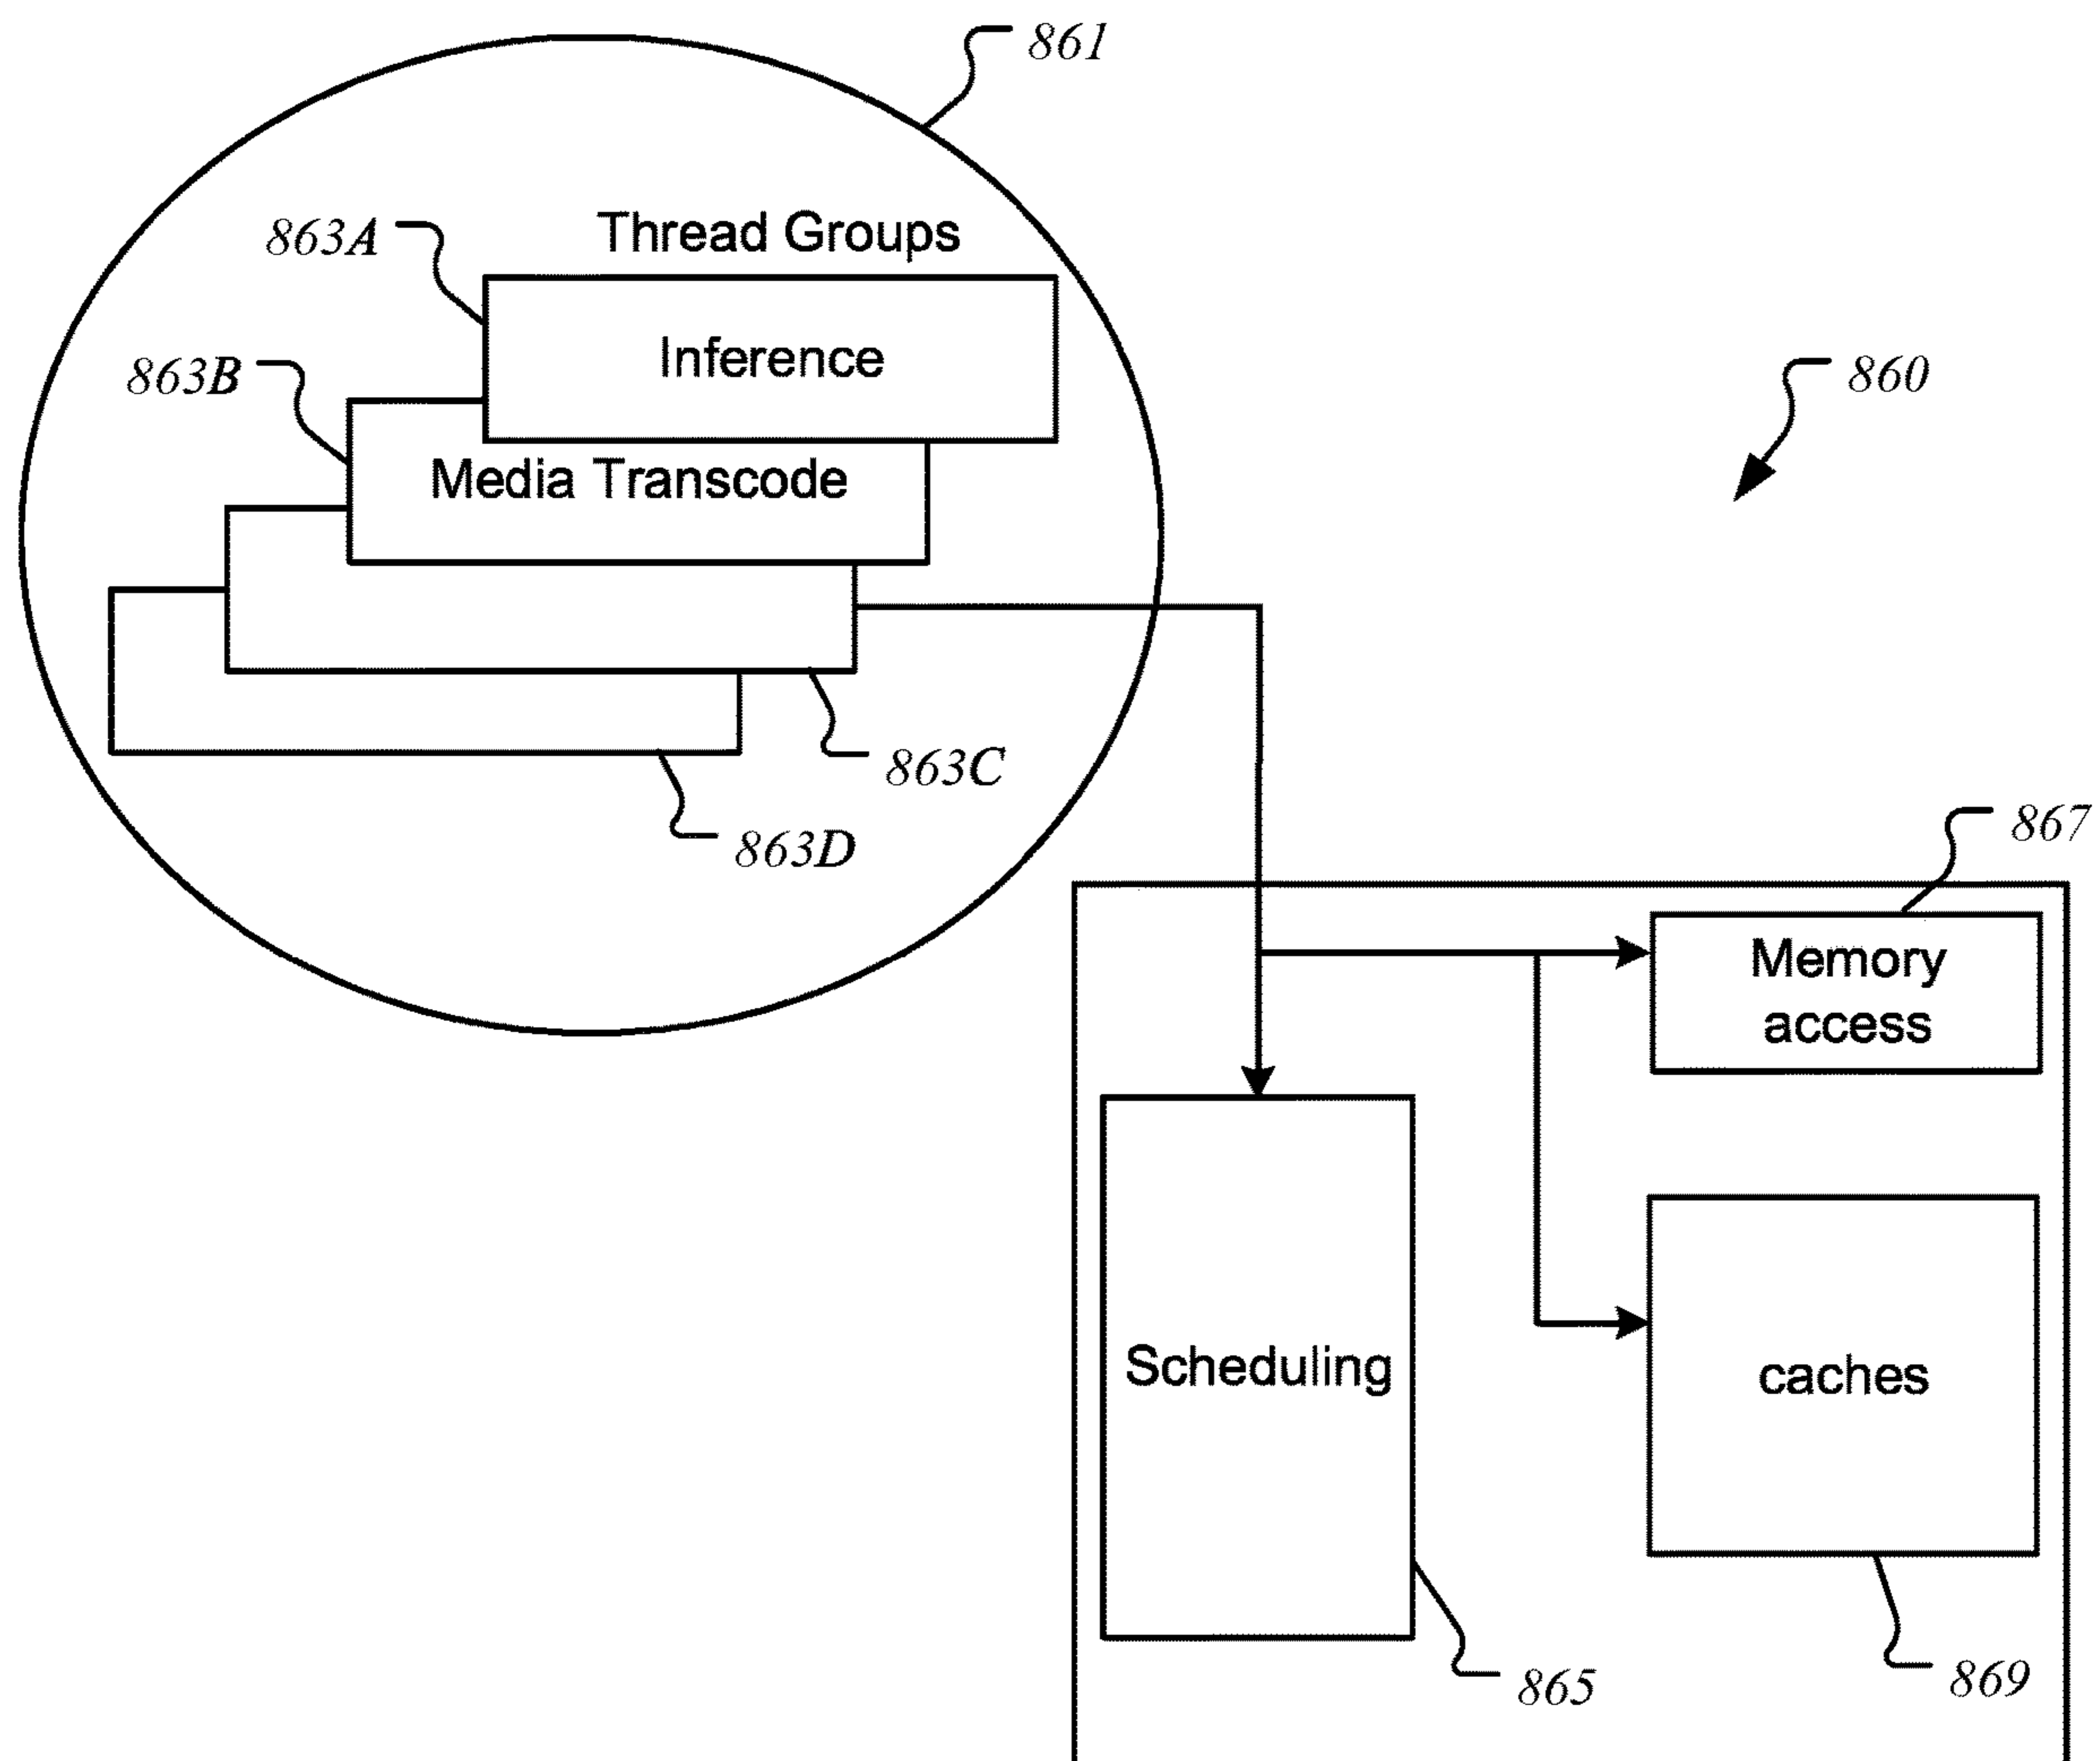 861
Thread Groups
863A
Inference
863B
860
Media Transcode
863C
863D
867
Memory
access
Scheduling
caches
865
869